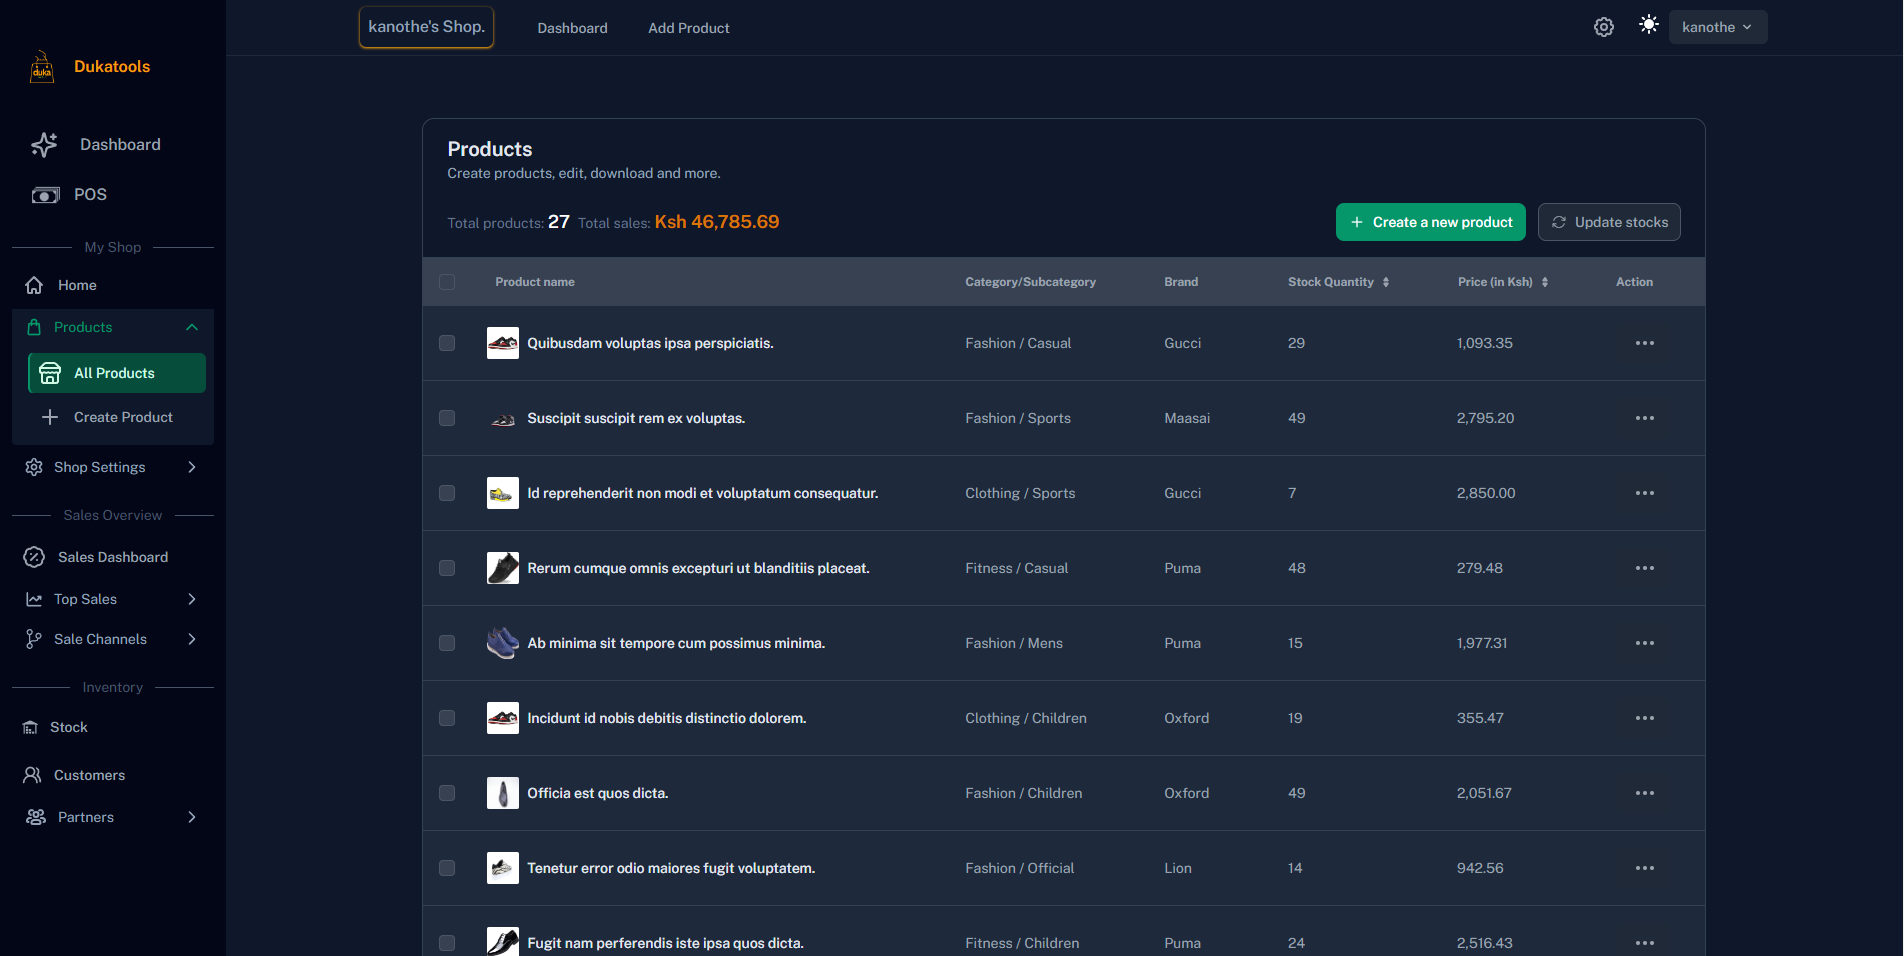 duka
Dukatools
Dashboard
POS
My Shop
Home
Products
All Products
Create Product
Shop Settings
Sales Overview
Sales Dashboard
Top Sales
Sale Channels
Inventory
Stock
Customers
Partners
kanothe's Shop. Dashboard Add Product kanothe
Products
Create products, edit, download and more.
Total products: 27 Total sales: Ksh 46,785.69 Create a new product Update stocks
Product name Category/Subcategory Brand Stock Quantity Price (in Ksh) Action
Quibusdam voluptas ipsa perspiciatis. Fashion / Casual Gucci 29 1,093.35
Suscipit suscipit rem ex voluptas. Fashion / Sports Maasai 49 2,795.20
Id reprehenderit non modi et voluptatum consequatur. Clothing / Sports Gucci 7 2,850.00
Rerum cumque omnis excepturi ut blanditiis placeat. Fitness / Casual Puma 48 279.48
Ab minima sit tempore cum possimus minima. Fashion / Mens Puma 15 1,977.31
Incidunt id nobis debitis distinctio dolorem. Clothing / Children Oxford 19 355.47
Officia est quos dicta. Fashion / Children Oxford 49 2,051.67
Tenetur error odio maiores fugit voluptatem. Fashion / Official Lion 14 942.56
Fugit nam perferendis iste ipsa quos dicta. Fitness / Children Puma 24 2,516.43